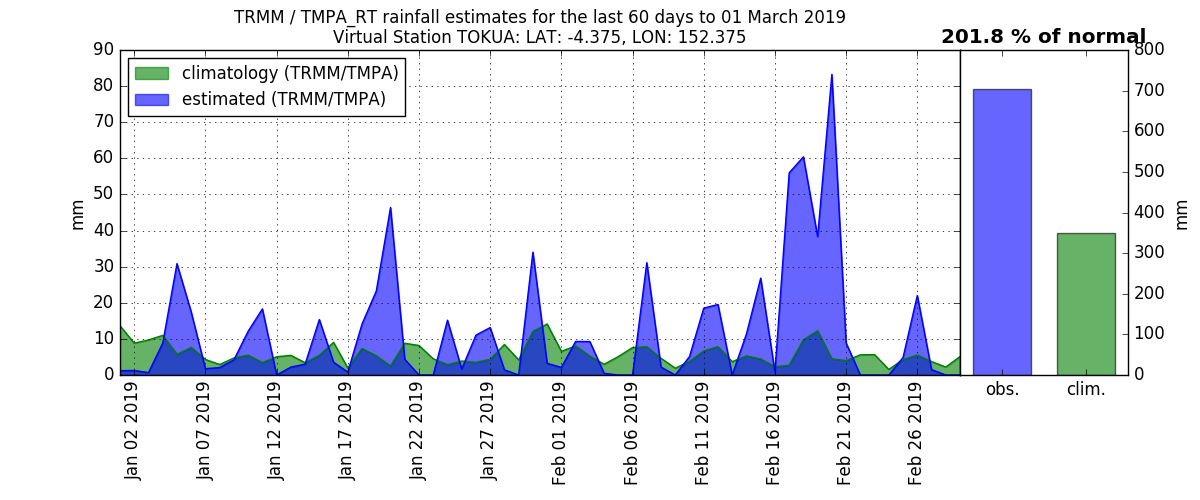 TRMM / TMPA_RT rainfall estimates for the last 60 days to 01 March 2019
Virtual Station TOKUA: LAT: -4.375, LON: 152.375
201.8 % of normal
climatology (TRMM/TMPA)
estimated (TRMM/TMPA)
mm
90
80
70
60
50
40
30
20
10
0
Jan 02 2019
Jan 07 2019
Jan 12 2019
Jan 17 2019
Jan 22 2019
Jan 27 2019
Feb 01 2019
Feb 06 2019
Feb 11 2019
Feb 16 2019
Feb 21 2019
Feb 26 2019
obs.
clim.
800
700
600
500
400
300
200
100
0
mm